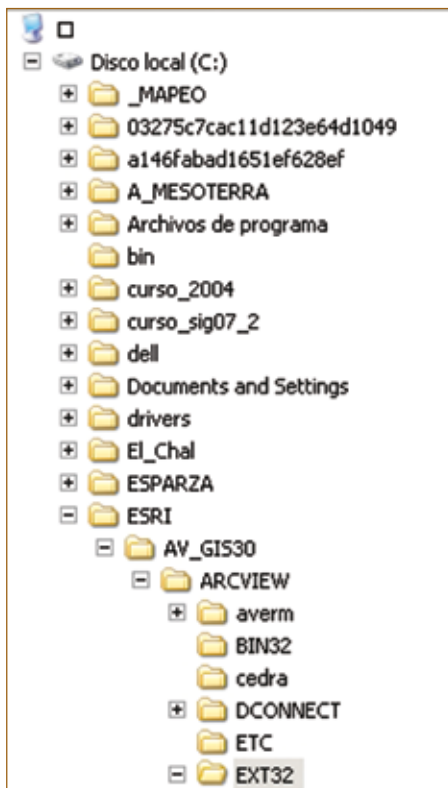 Disco local (C:)
_MAPEO
03275c7cac11d123e64d1049
a146fabad1651ef628ef
A_MESOTERRA
Archivos de programa
bin
curso_2004
curso_sig07_2
dell
Documents and Settings
drivers
El_Chal
ESPARZA
ESRI
AV_GIS30
ARCVIEW
averm
BIN32
cedra
DCONNECT
ETC
EXT32